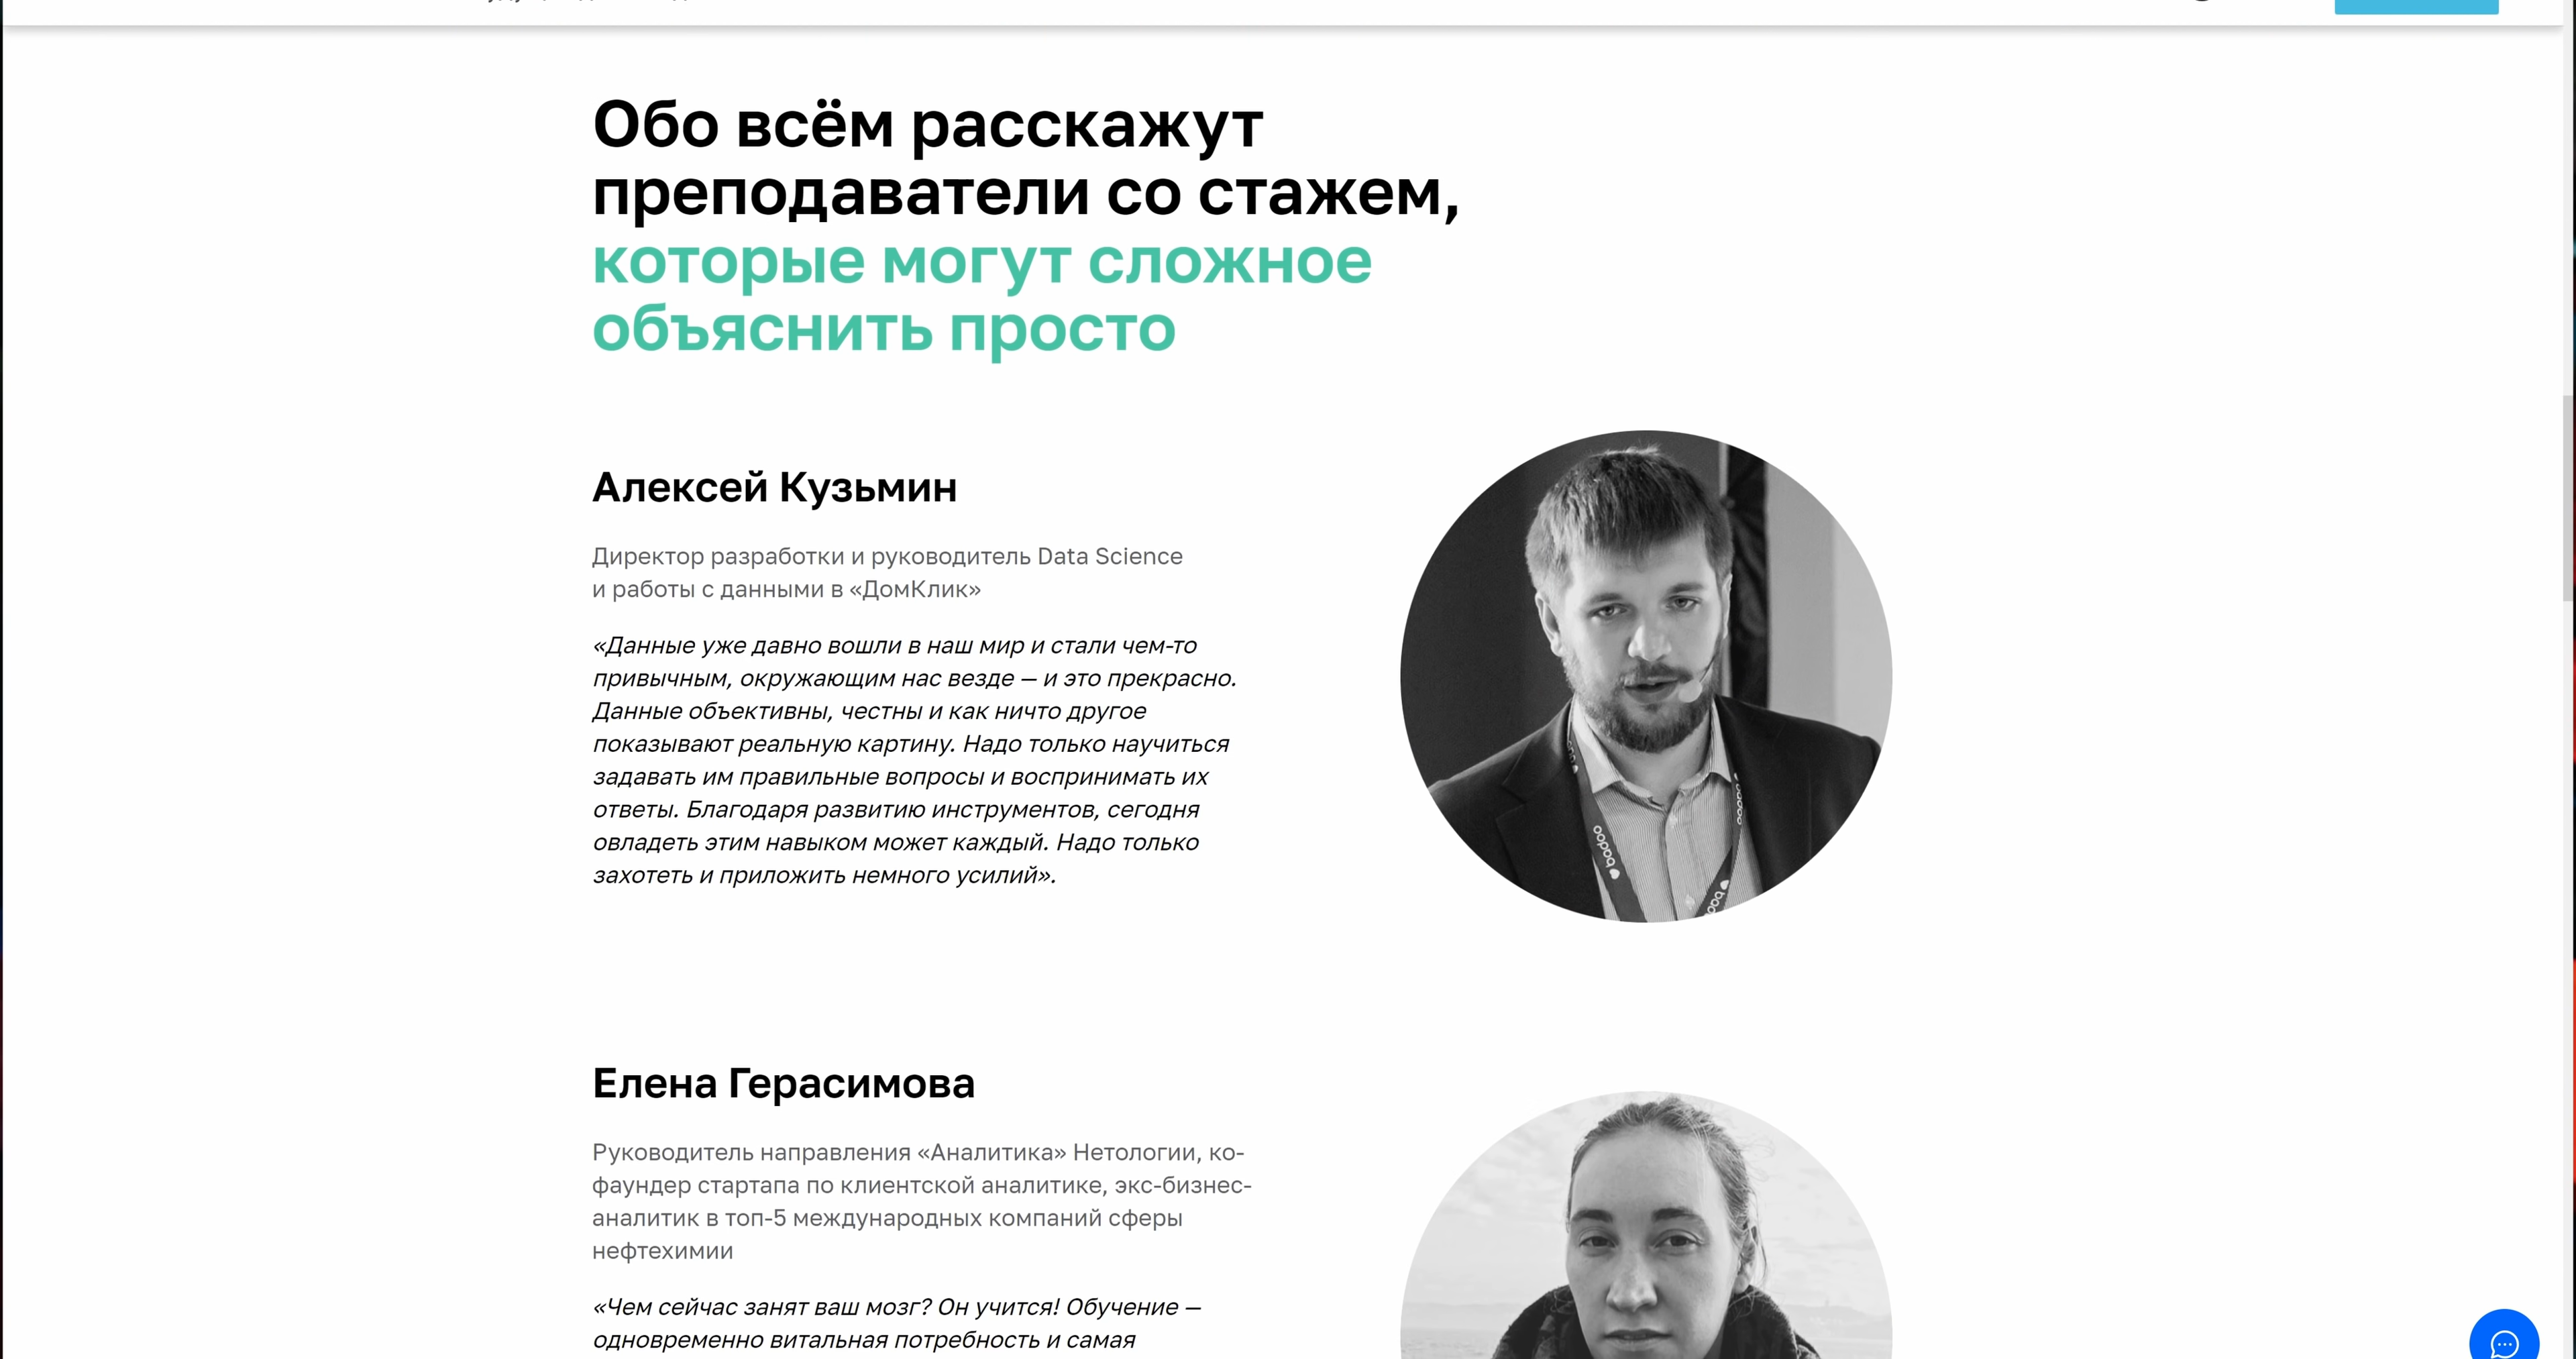 Обо всём расскажут
преподаватели со стажем,
которые могут сложное
объяснить просто
Алексей Кузьмин
Директор разработки и руководитель Data Science
и работы с данными в «ДомКлик»
«Данные уже давно вошли в наш мир и стали чем-то
привычным, окружающим нас везде — и это прекрасно.
Данные объективны, честны и как ничто другое
показывают реальную картину. Надо только научиться
задавать им правильные вопросы и воспринимать их
ответы. Благодаря развитию инструментов, сегодня
овладеть этим навыком может каждый. Надо только
захотеть и приложить немного усилий».
badoo
Елена Герасимова
Руководитель направления «Аналитика» Нетологии, ко-
фаундер стартапа по клиентской аналитике, экс-бизнес-
аналитик в топ-5 международных компаний сферы
нефтехимии
«Чем сейчас занят ваш мозг? Он учится! Обучение —
одновременно витальная потребность и самая